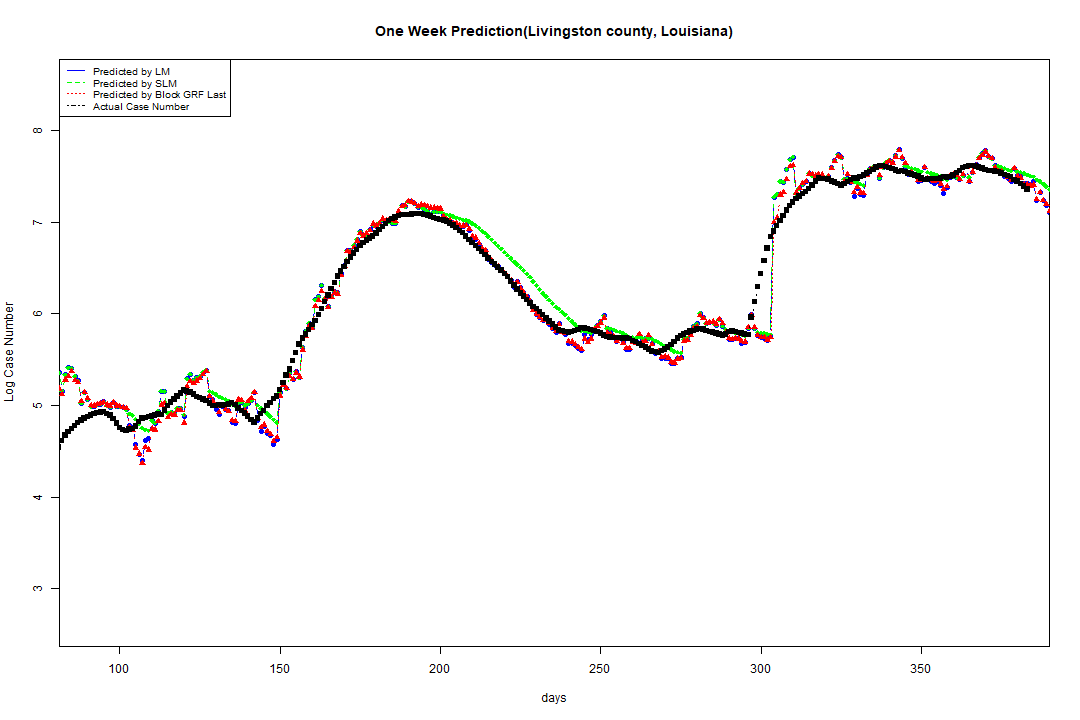 One Week Prediction(Livingston county, Louisiana)
Predicted by LM
Predicted by SLM
Predicted by Block GRF Last
Actual Case Number
8
7
6
5
4
3
Log Case Number
100 150 200 250 300 350
days